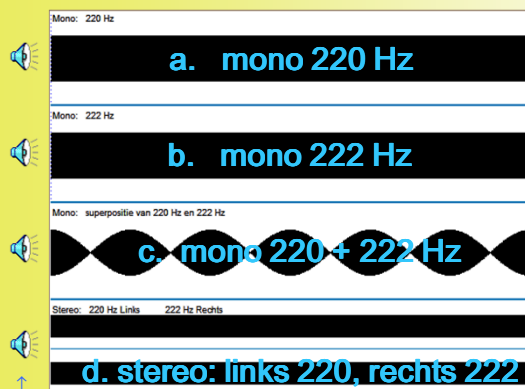 Mono: 220 Hz
a. mono 220 Hz
Mono: 222 Hz
b. mono 222 Hz
Mono: superpositie van 220 Hz en 222 Hz
c. mono 220 + 222 Hz
Stereo: 220 Hz Links 222 Hz Rechts
d. stereo: links 220, rechts 222